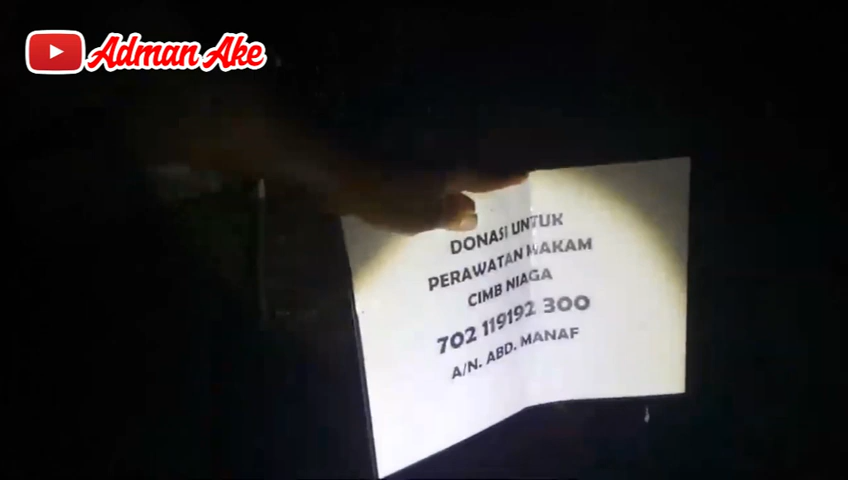 Adman Ake
DONASI UNTUK
PERAWATAN MAKAM
CIMB NIAGA
702 119192 300
A/N. ABD. MANAF